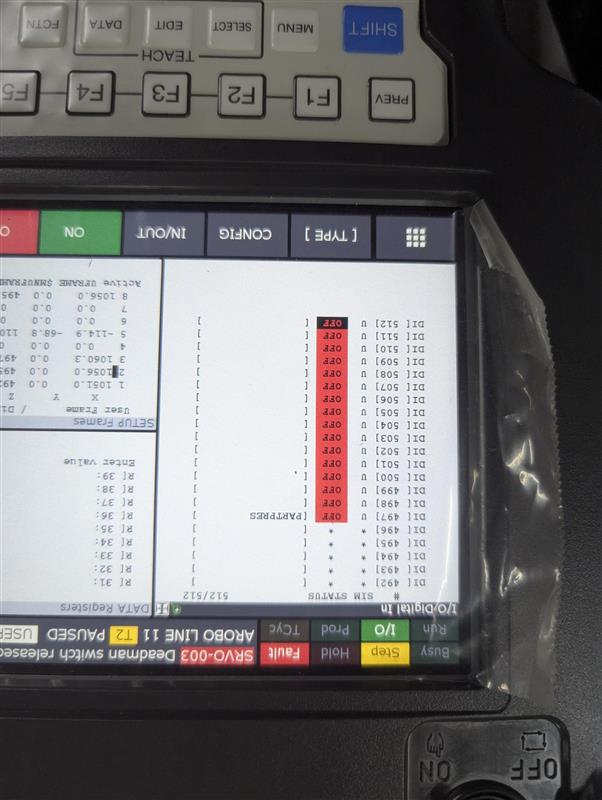 OFF ON
Busy Step Hold Fault SRVO-003 Deadman switch released
Run I/O Prod TCyc AROBO LINE 11 T2 PAUSED USER
I/O Digital In
# SIM STATUS 512/512
DI [ 492] * * [ ]
DI [ 493] * * [ ]
DI [ 494] * * [ ]
DI [ 495] * * [ ]
DI [ 496] * * [ ]
DI [ 497] U OFF [PARTPRES ]
DI [ 498] U OFF [ ]
DI [ 499] U OFF [ ]
DI [ 500] U OFF [ ]
DI [ 501] U OFF [ ]
DI [ 502] U OFF [ ]
DI [ 503] U OFF [ ]
DI [ 504] U OFF [ ]
DI [ 505] U OFF [ ]
DI [ 506] U OFF [ ]
DI [ 507] U OFF [ ]
DI [ 508] U OFF [ ]
DI [ 509] U OFF [ ]
DI [ 510] U OFF [ ]
DI [ 511] U OFF [ ]
DI [ 512] U OFF [ ]
DATA Registers
R[ 31:
R[ 32:
R[ 33:
R[ 34:
R[ 35:
R[ 36:
R[ 37:
R[ 38:
R[ 39:
Enter value
SETUP Frames
User Frame
X Y Z
1 1051.0 0.0
2 1056.0 0.0
3 1060.3 0.0
4 0.0 0.0
5 -114.9 -68.8 110
6 0.0 0.0
7 0.0 0.0
8 1056.0 0.0 495
Active UFRAME
[ TYPE ] CONFIG IN/OUT ON
PREV F1 F2 F3 F4 F5
TEACH
SHIFT MENU SELECT EDIT DATA FCTN